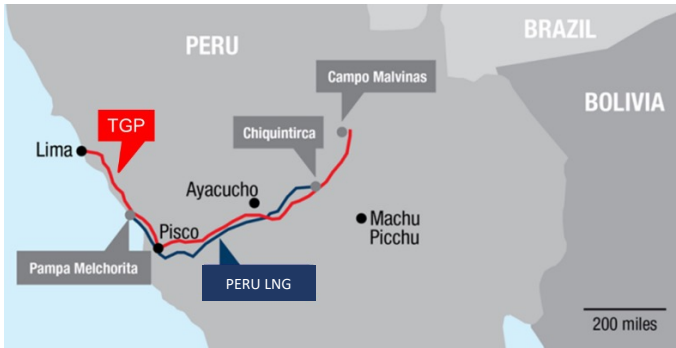 BRAZIL
PERU
Campo Malvinas
BOLIVIA
TGP
Chiquintirca
Lima
Ayacucho
Machu
Picchu
Pisco
Pampa Melchorita
PERU LNG
200 miles